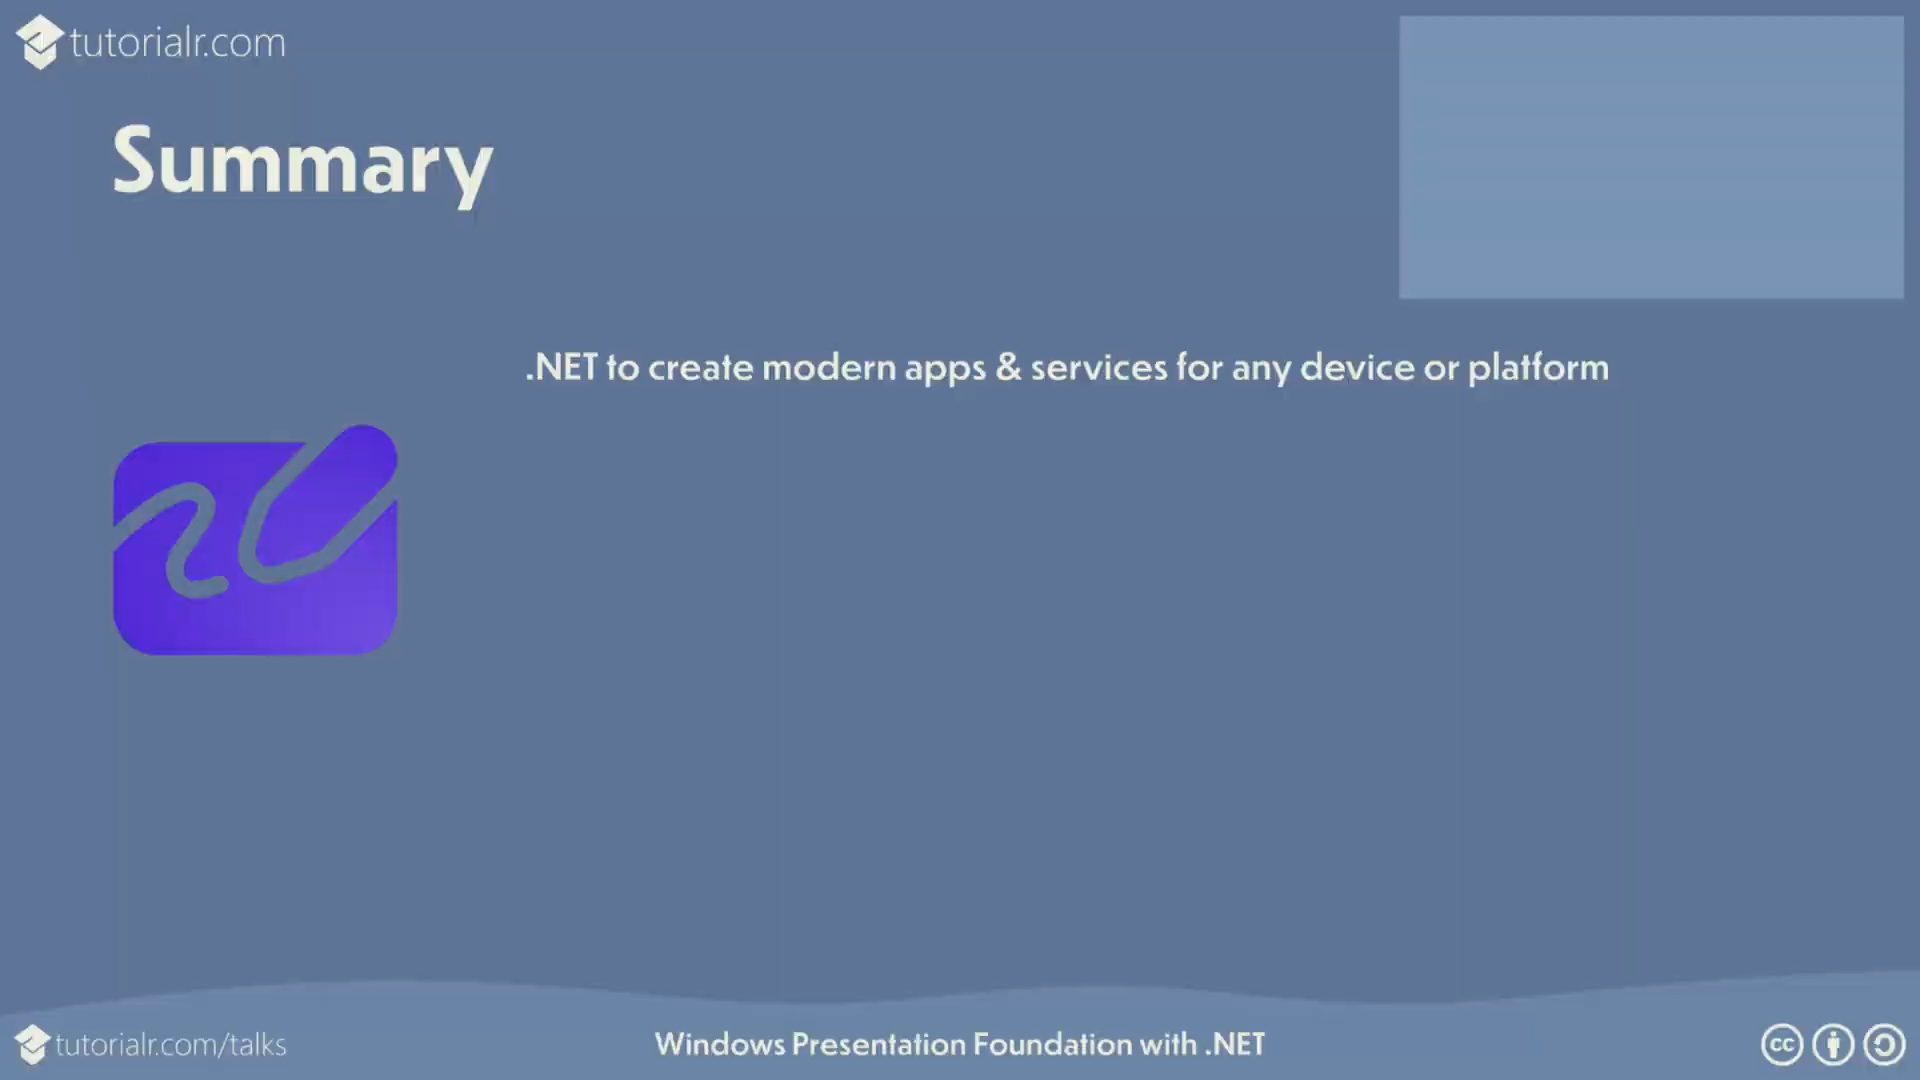 tutorialr.com
Summary
.NET to create modern apps & services for any device or platform
tutorialr.com/talks
Windows Presentation Foundation with .NET
cc